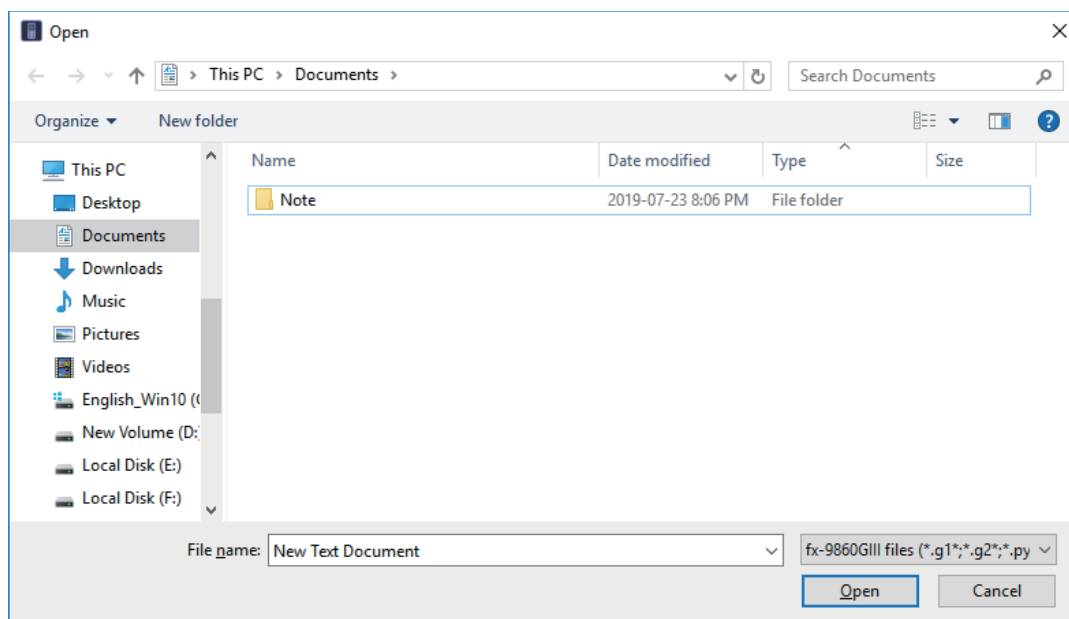 Open
This PC > Documents >
Search Documents
Organize
New folder
Name Date modified Type Size
Note 2019-07-23 8:06 PM File folder
This PC
Desktop
Documents
Downloads
Music
Pictures
Videos
English_Win10 (
New Volume (D:
Local Disk (E:)
Local Disk (F:)
File name: New Text Document
fx-9860GIII files (*.g1*;*.g2*;*.py
Open Cancel